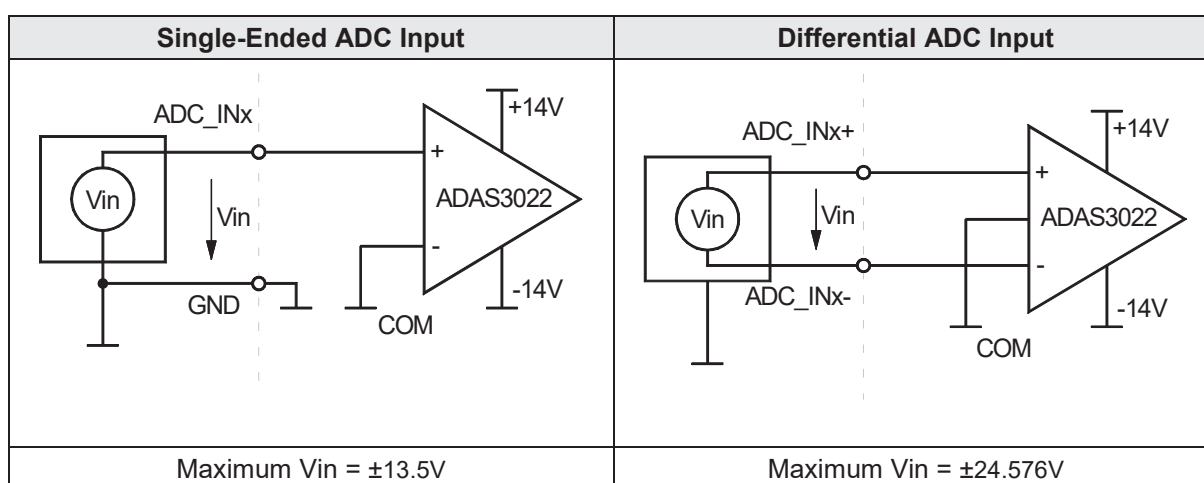 Single-Ended ADC Input
Differential ADC Input
ADC_INx
+14V
+
Vin
Vin
ADAS3022
-
-14V
GND
COM
ADC_INx+
+14V
+
Vin
Vin
ADAS3022
-
ADC_INx-
-14V
COM
Maximum Vin = ±13.5V
Maximum Vin = ±24.576V